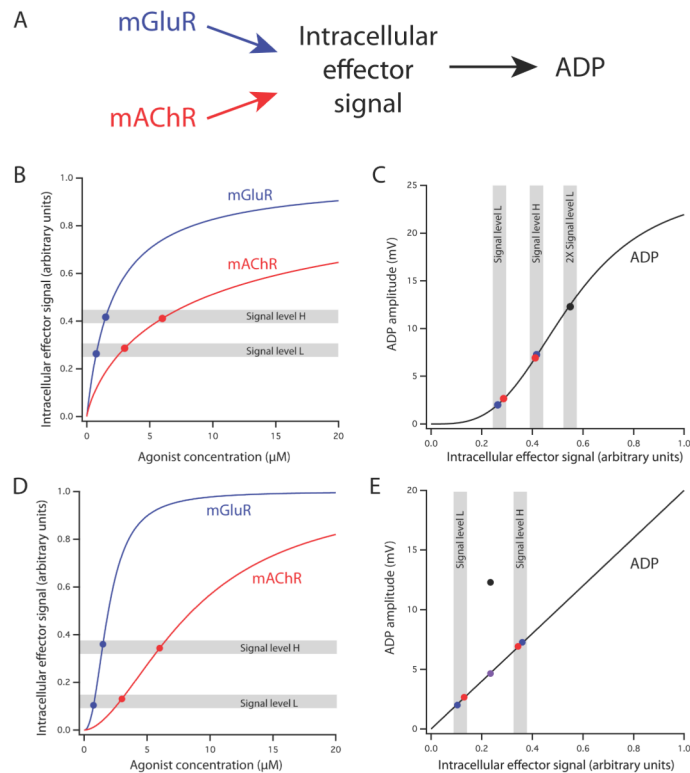 A
mGluR
mAChR
Intracellular
effector
signal
ADP
B
Intracellular effector signal (arbitrary units)
1.0
0.8
0.6
0.4
0.2
0.0
mGluR
mAChR
Signal level H
Signal level L
0
5
10
15
20
Agonist concentration (µM)
C
ADP amplitude (mV)
25
20
15
10
5
0
Signal level L
Signal level H
2X Signal level L
ADP
0.0
0.2
0.4
0.6
0.8
1.0
Intracellular effector signal (arbitrary units)
D
Intracellular effector signal (arbitrary units)
1.0
0.8
0.6
0.4
0.2
0.0
mGluR
mAChR
Signal level H
Signal level L
0
5
10
15
20
Agonist concentration (µM)
E
ADP amplitude (mV)
20
15
10
5
0
Signal level L
Signal level H
ADP
0.0
0.2
0.4
0.6
0.8
1.0
Intracellular effector signal (arbitrary units)